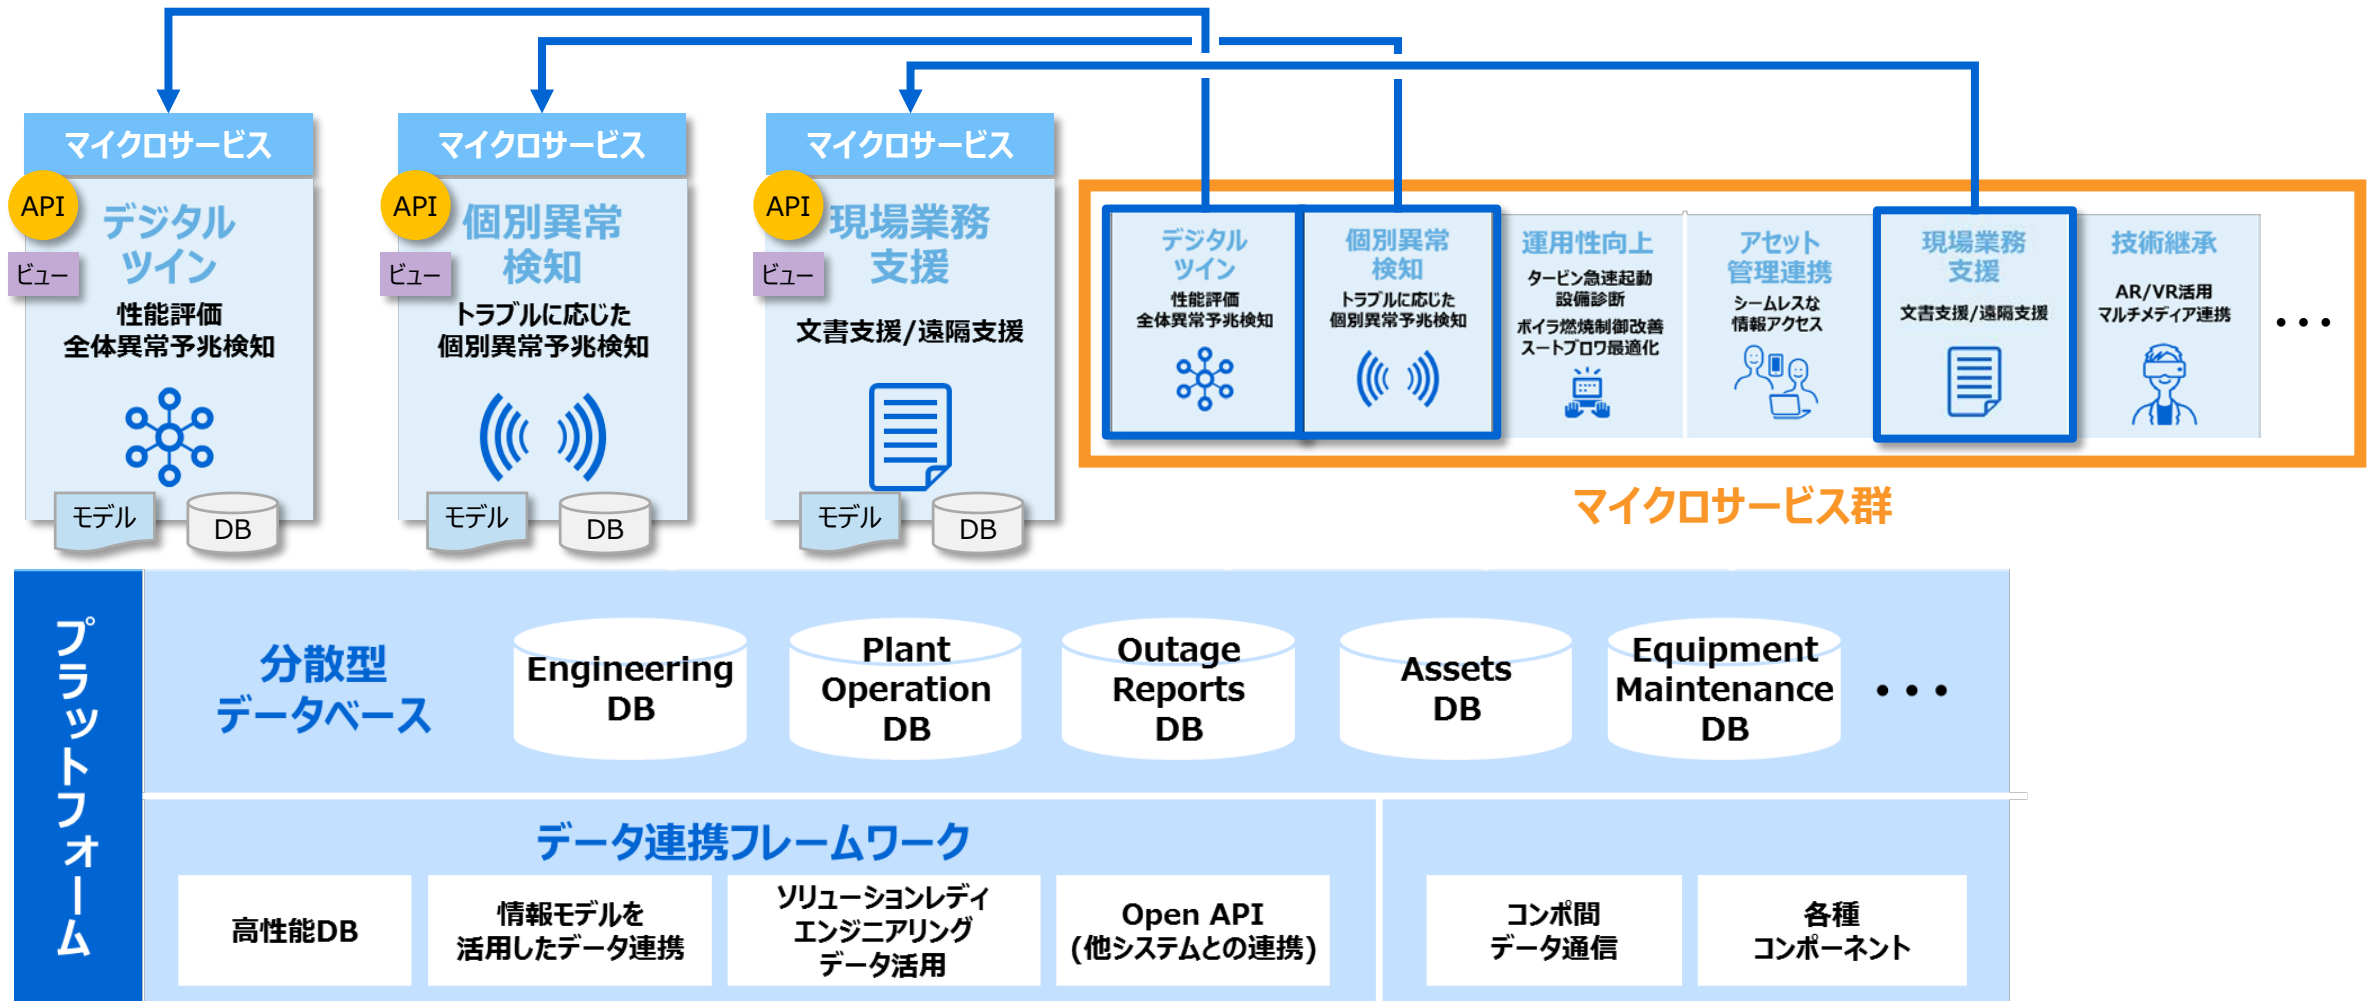 マイクロサービス
API
ビュー
デジタル
ツイン
性能評価
全体異常予兆検知
モデル
DB
マイクロサービス
API
ビュー
個別異常
検知
トラブルに応じた
個別異常予兆検知
モデル
DB
マイクロサービス
API
ビュー
現場業務
支援
文書支援/遠隔支援
モデル
DB
デジタル
ツイン
性能評価
全体異常予兆検知
個別異常
検知
トラブルに応じた
個別異常予兆検知
運用性向上
タービン急速起動
設備診断
ボイラ燃焼制御改善
スートブロワ最適化
アセット
管理連携
シームレスな
情報アクセス
現場業務
支援
文書支援/遠隔支援
技術継承
AR/VR活用
マルチメディア連携
・・・
マイクロサービス群
プラットフォーム
分散型
データベース
Engineering
DB
Plant
Operation
DB
Outage
Reports
DB
Assets
DB
Equipment
Maintenance
DB
・・・
データ連携フレームワーク
高性能DB
情報モデルを
活用したデータ連携
ソリューションレディ
エンジニアリング
データ活用
Open API
(他システムとの連携)
コンポ間
データ通信
各種
コンポーネント